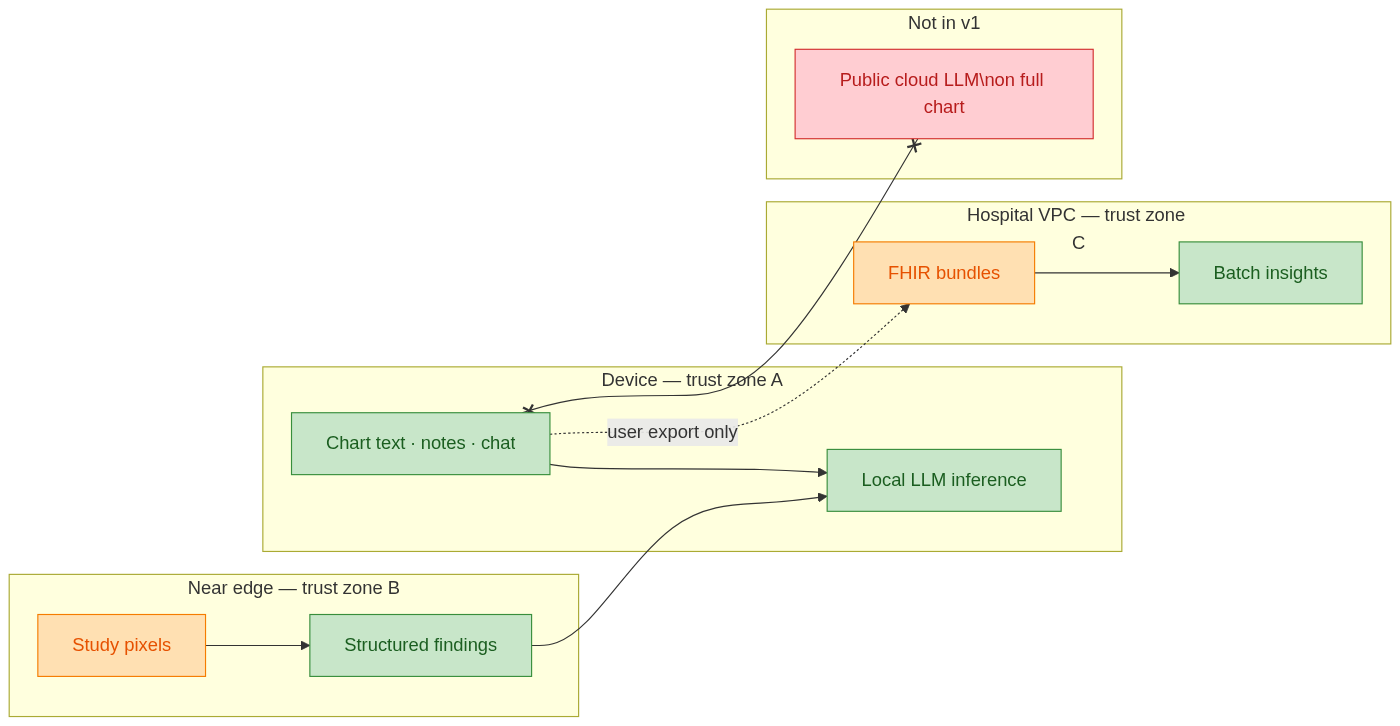 Not in v1
Public cloud LLM\non full
chart
Hospital VPC — trust zone
C
FHIR bundles
Batch insights
Device — trust zone A
Chart text · notes · chat
user export only
Local LLM inference
Near edge — trust zone B
Study pixels
Structured findings